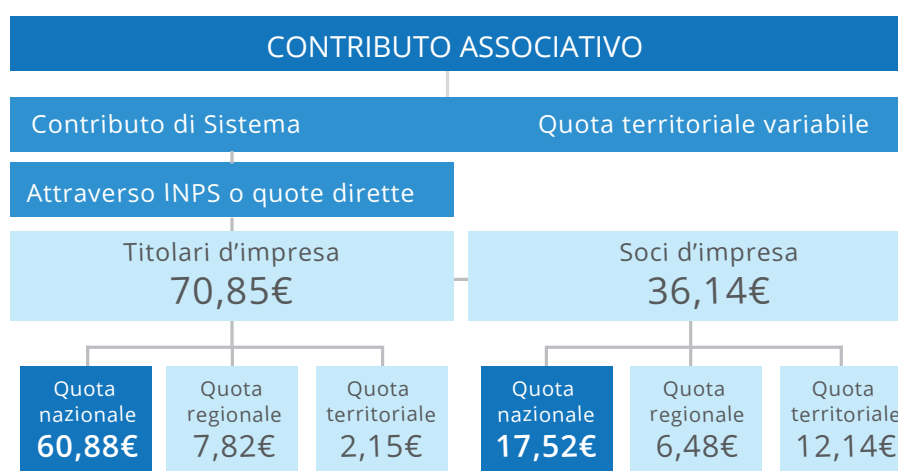 CONTRIBUTO ASSOCIATIVO
Contributo di Sistema
Quota territoriale variabile
Attraverso INPS o quote dirette
Titolari d’impresa
70,85€
Soci d’impresa
36,14€
Quota
nazionale
60,88€
Quota
regionale
7,82€
Quota
territoriale
2,15€
Quota
nazionale
17,52€
Quota
regionale
6,48€
Quota
territoriale
12,14€